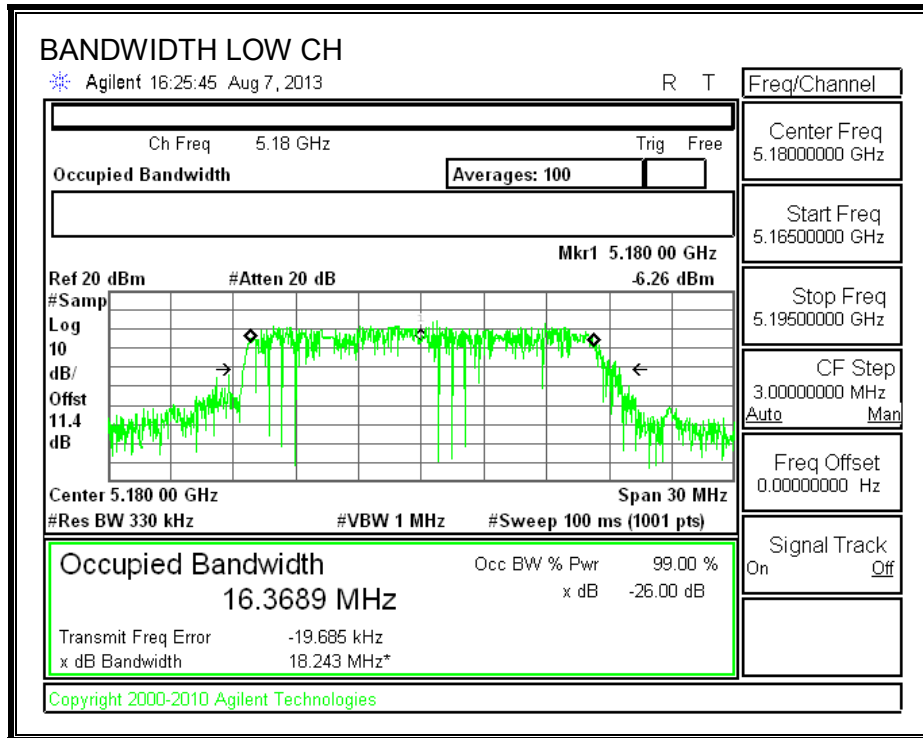 BANDWIDTH LOW CH
Agilent 16:25:45 Aug 7, 2013 R T
Freq/Channel
Ch Freq 5.18 GHz Trig Free
Occupied Bandwidth Averages: 100
Mkr1 5.180 00 GHz
Ref 20 dBm #Atten 20 dB -6.26 dBm
#Samp
Log
10
dB/
Offst
11.4
dB
Center 5.180 00 GHz Span 30 MHz
#Res BW 330 kHz #VBW 1 MHz #Sweep 100 ms (1001 pts)
Occupied Bandwidth Occ BW % Pwr 99.00 %
16.3689 MHz x dB -26.00 dB
Transmit Freq Error -19.685 kHz
x dB Bandwidth 18.243 MHz*
Copyright 2000-2010 Agilent Technologies
Center Freq
5.18000000 GHz
Start Freq
5.16500000 GHz
Stop Freq
5.19500000 GHz
CF Step
3.00000000 MHz
Auto Man
Freq Offset
0.00000000 Hz
Signal Track
On Off